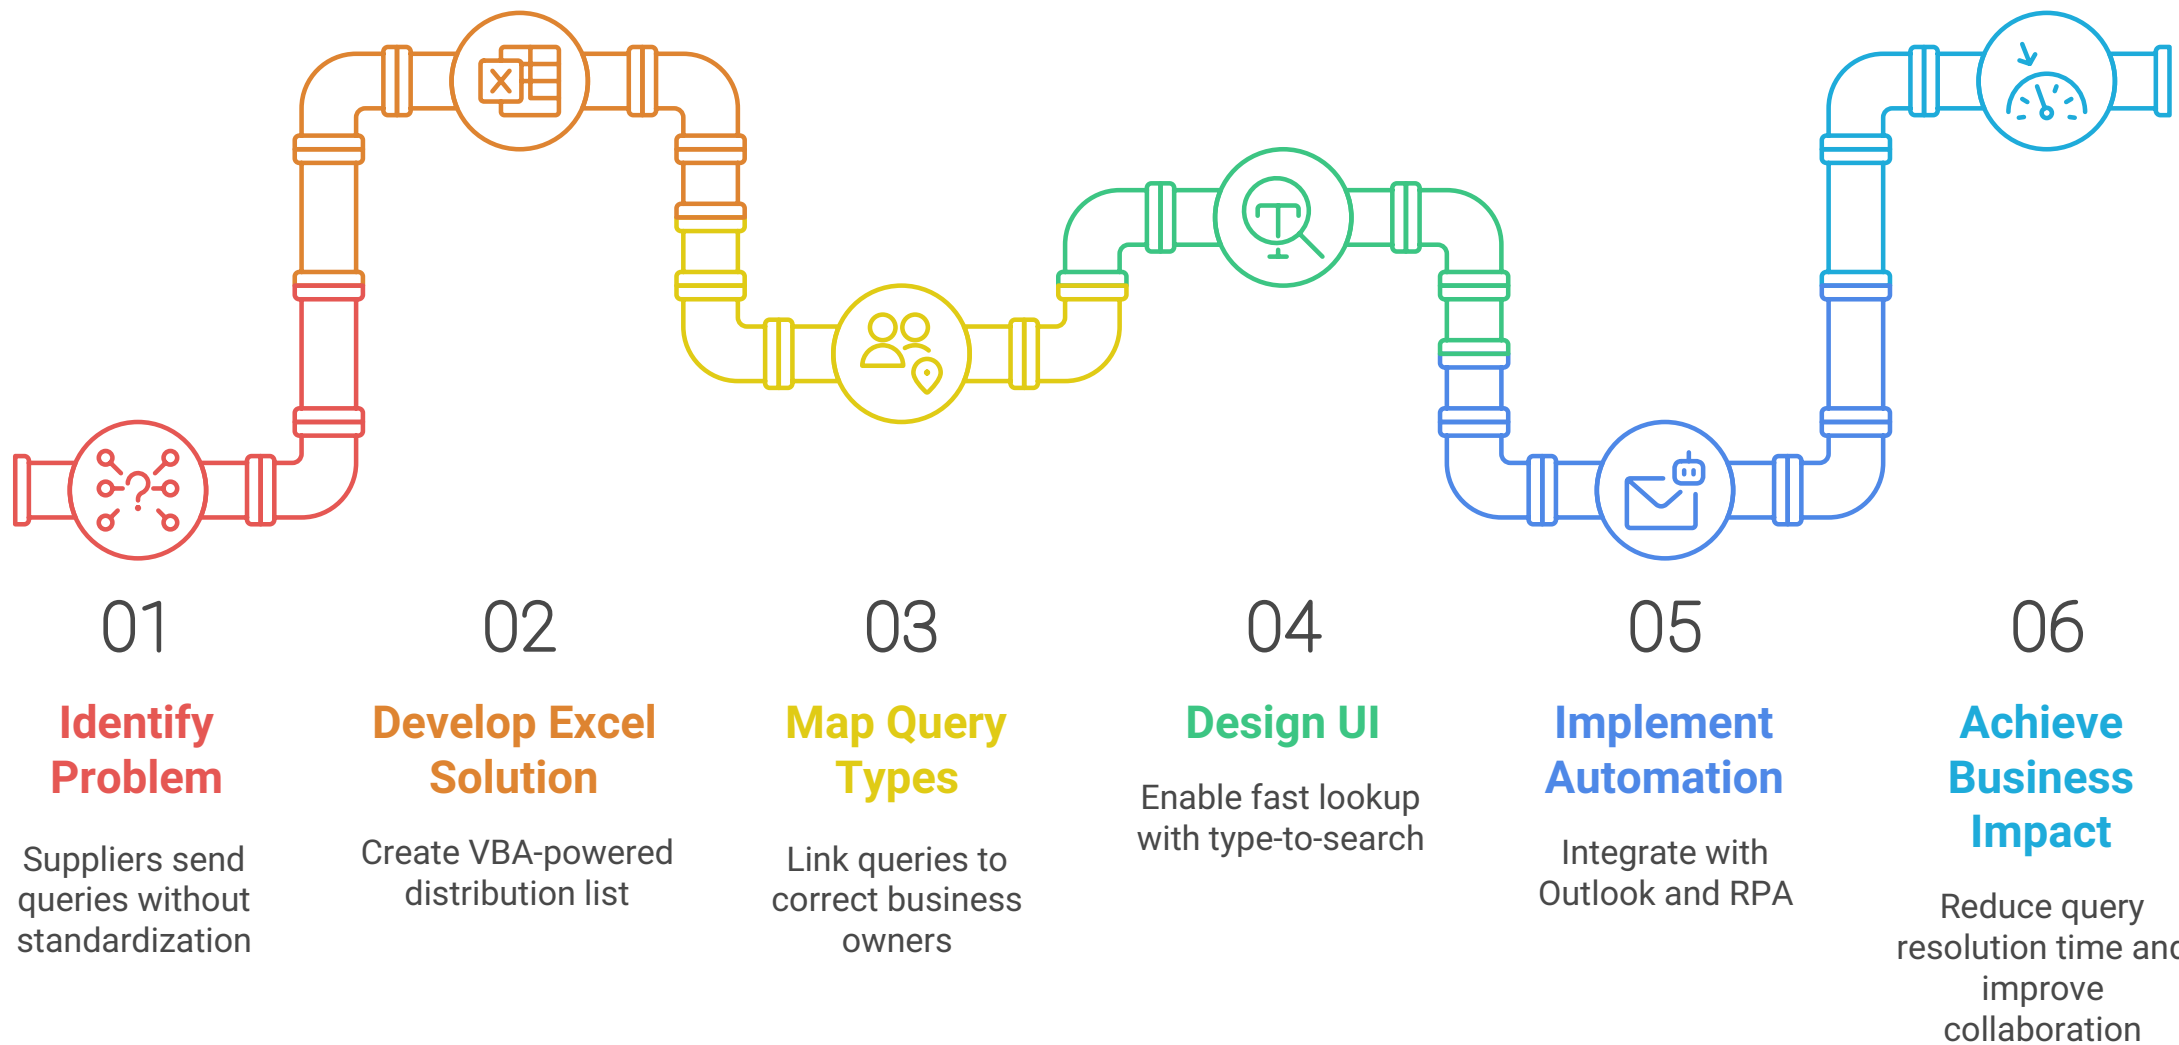 01
Identify
Problem
Suppliers send
queries without
standardization
02
Develop Excel
Solution
Create VBA-powered
distribution list
03
Map Query
Types
Link queries to
correct business
owners
04
Design UI
Enable fast lookup
with type-to-search
05
Implement
Automation
Integrate with
Outlook and RPA
06
Achieve
Business
Impact
Reduce query
resolution time and
improve
collaboration